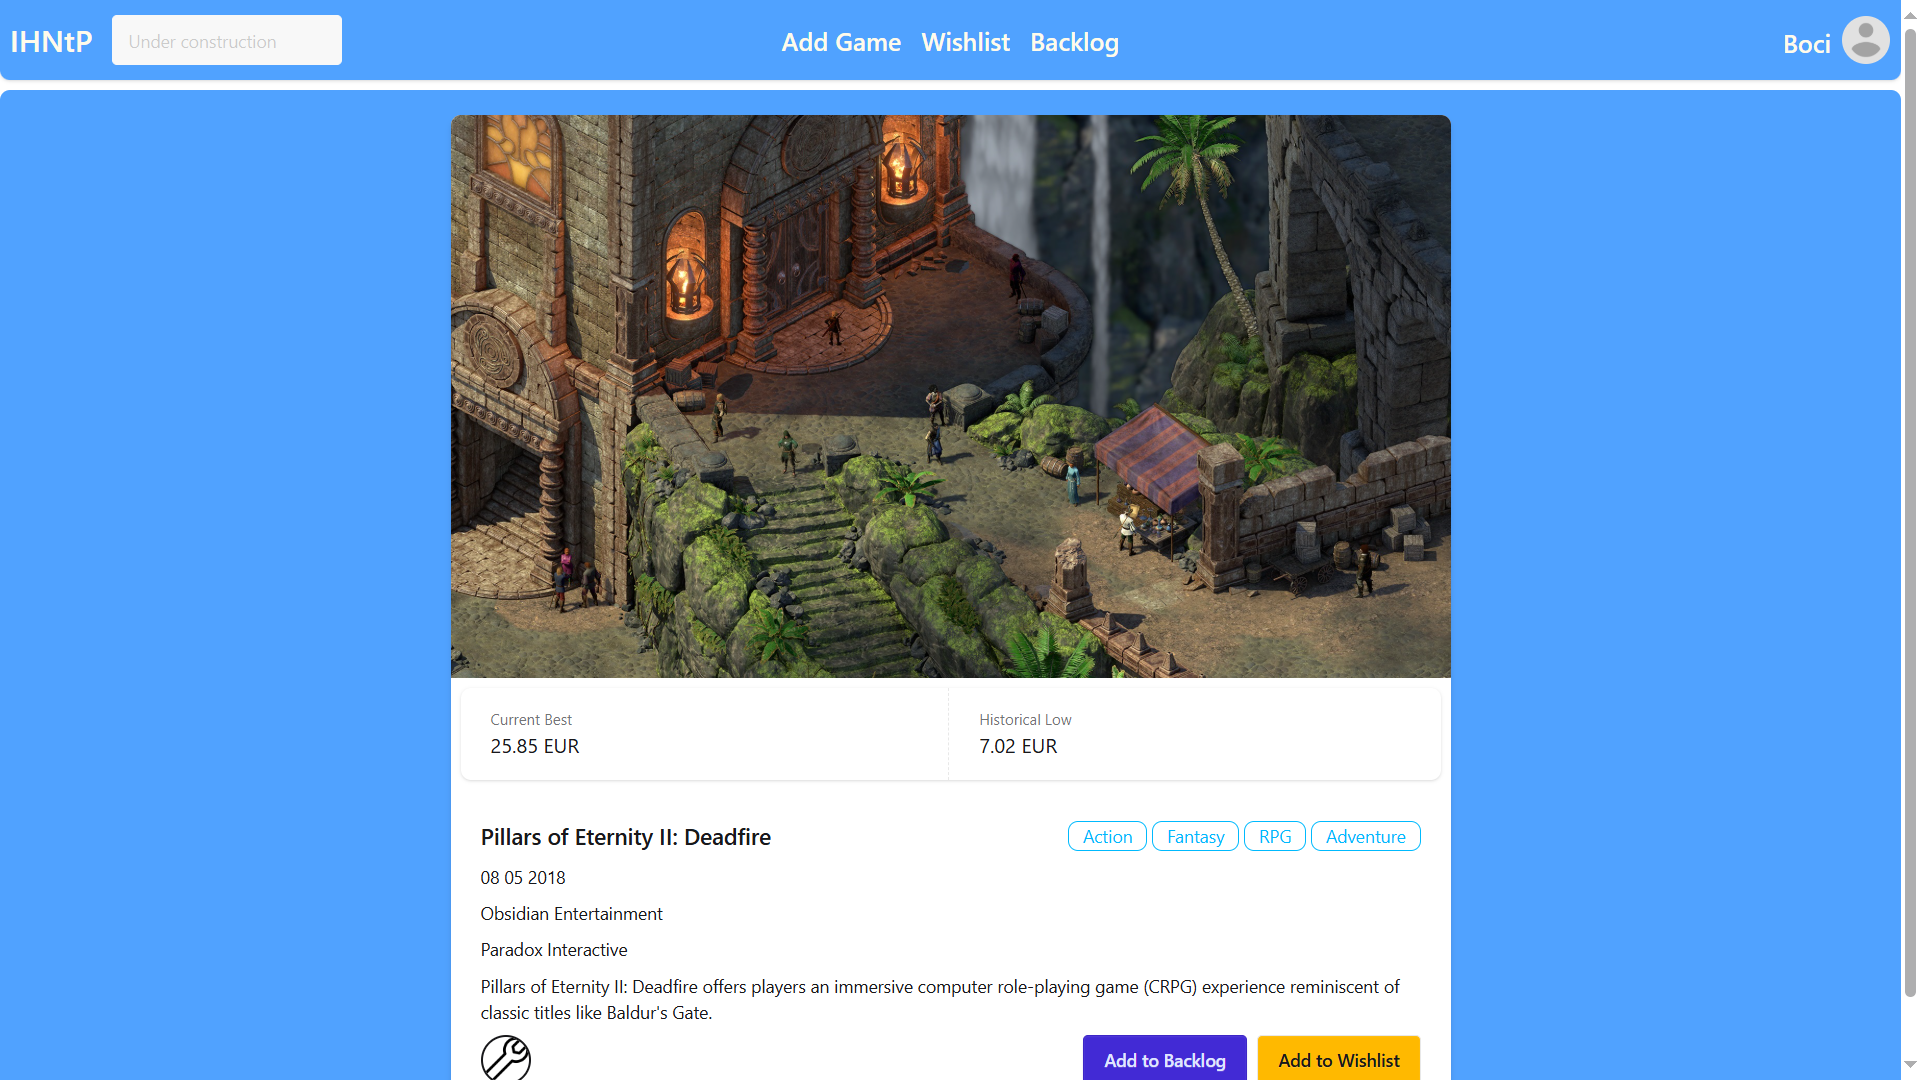 IHNtP
Under construction
Add Game
Wishlist
Backlog
Boci
Current Best
25.85 EUR
Historical Low
7.02 EUR
Pillars of Eternity II: Deadfire
Action
Fantasy
RPG
Adventure
08 05 2018
Obsidian Entertainment
Paradox Interactive
Pillars of Eternity II: Deadfire offers players an immersive computer role-playing game (CRPG) experience reminiscent of
classic titles like Baldur's Gate.
Add to Backlog
Add to Wishlist